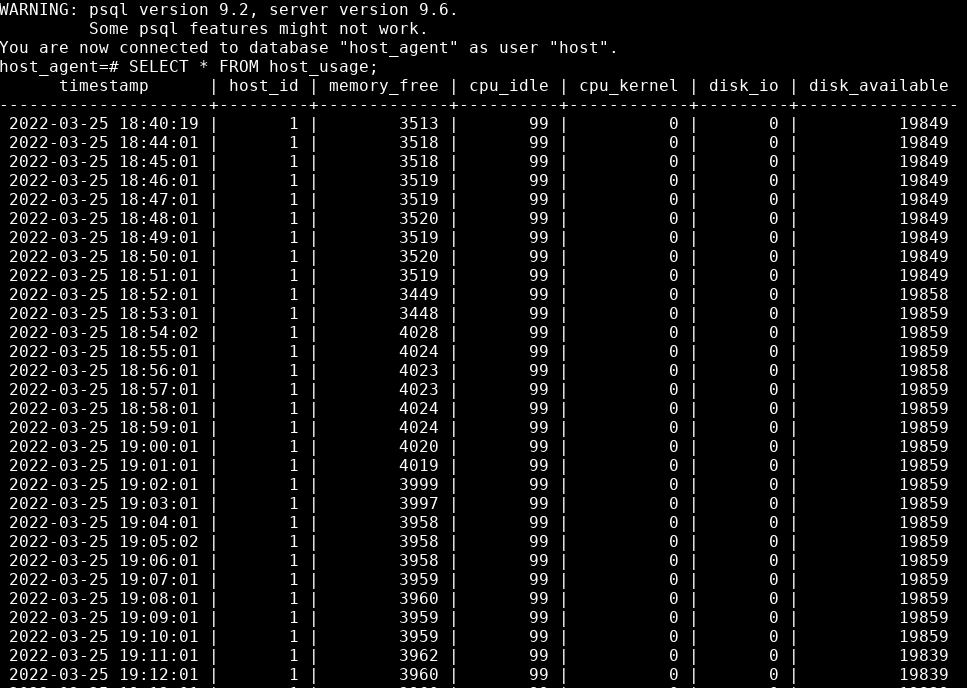 WARNING: psql version 9.2, server version 9.6.
         Some psql features might not work.
You are now connected to database "host_agent" as user "host".
host_agent=# SELECT * FROM host_usage;
      timestamp      | host_id | memory_free | cpu_idle | cpu_kernel | disk_io | disk_available
---------------------+---------+-------------+----------+------------+---------+----------------
 2022-03-25 18:40:19 |       1 |        3513 |       99 |          0 |       0 |          19849
 2022-03-25 18:44:01 |       1 |        3518 |       99 |          0 |       0 |          19849
 2022-03-25 18:45:01 |       1 |        3518 |       99 |          0 |       0 |          19849
 2022-03-25 18:46:01 |       1 |        3519 |       99 |          0 |       0 |          19849
 2022-03-25 18:47:01 |       1 |        3519 |       99 |          0 |       0 |          19849
 2022-03-25 18:48:01 |       1 |        3520 |       99 |          0 |       0 |          19849
 2022-03-25 18:49:01 |       1 |        3519 |       99 |          0 |       0 |          19849
 2022-03-25 18:50:01 |       1 |        3520 |       99 |          0 |       0 |          19849
 2022-03-25 18:51:01 |       1 |        3519 |       99 |          0 |       0 |          19849
 2022-03-25 18:52:01 |       1 |        3449 |       99 |          0 |       0 |          19858
 2022-03-25 18:53:01 |       1 |        3448 |       99 |          0 |       0 |          19859
 2022-03-25 18:54:02 |       1 |        4028 |       99 |          0 |       0 |          19859
 2022-03-25 18:55:01 |       1 |        4024 |       99 |          0 |       0 |          19859
 2022-03-25 18:56:01 |       1 |        4023 |       99 |          0 |       0 |          19858
 2022-03-25 18:57:01 |       1 |        4023 |       99 |          0 |       0 |          19859
 2022-03-25 18:58:01 |       1 |        4024 |       99 |          0 |       0 |          19859
 2022-03-25 18:59:01 |       1 |        4024 |       99 |          0 |       0 |          19859
 2022-03-25 19:00:01 |       1 |        4020 |       99 |          0 |       0 |          19859
 2022-03-25 19:01:01 |       1 |        4019 |       99 |          0 |       0 |          19859
 2022-03-25 19:02:01 |       1 |        3999 |       99 |          0 |       0 |          19859
 2022-03-25 19:03:01 |       1 |        3997 |       99 |          0 |       0 |          19859
 2022-03-25 19:04:01 |       1 |        3958 |       99 |          0 |       0 |          19859
 2022-03-25 19:05:02 |       1 |        3958 |       99 |          0 |       0 |          19859
 2022-03-25 19:06:01 |       1 |        3958 |       99 |          0 |       0 |          19859
 2022-03-25 19:07:01 |       1 |        3959 |       99 |          0 |       0 |          19859
 2022-03-25 19:08:01 |       1 |        3960 |       99 |          0 |       0 |          19859
 2022-03-25 19:09:01 |       1 |        3959 |       99 |          0 |       0 |          19859
 2022-03-25 19:10:01 |       1 |        3959 |       99 |          0 |       0 |          19859
 2022-03-25 19:11:01 |       1 |        3962 |       99 |          0 |       0 |          19839
 2022-03-25 19:12:01 |       1 |        3960 |       99 |          0 |       0 |          19839